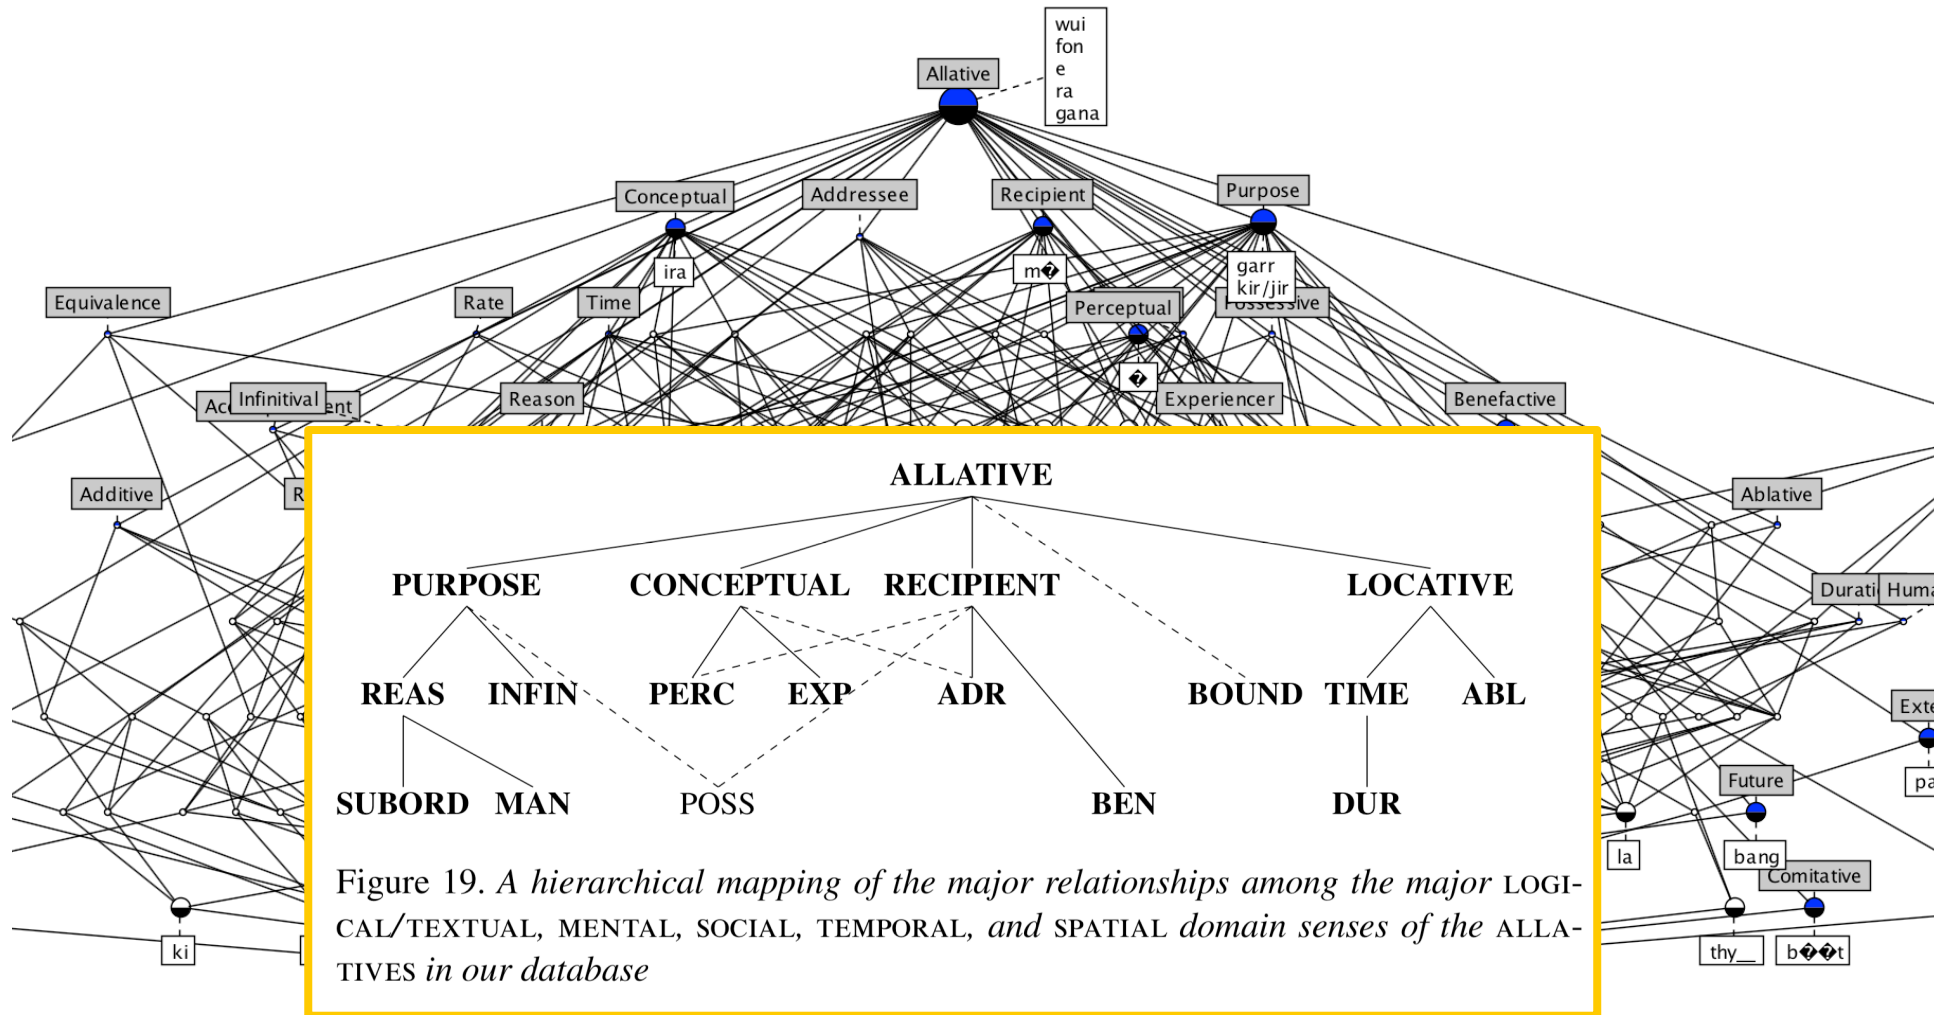 wui
fon
e
ra
gana
Allative
Conceptual
Addressee
Recipient
Purpose
ira
m�
garr
kir/jir
Equivalence
Rate
Time
Perceptual
Possessive
�
Infinitival
Reason
Experiencer
Benefactive
Additive
Ablative
ALLATIVE
PURPOSE CONCEPTUAL RECIPIENT LOCATIVE
REAS INFIN PERC EXP ADR BOUND TIME ABL
SUBORD MAN POSS BEN DUR
Future
la
bang
Comitative
ki
thy__
b��t
Figure 19. A hierarchical mapping of the major relationships among the major LOGI-
CAL/TEXTUAL, MENTAL, SOCIAL, TEMPORAL, and SPATIAL domain senses of the ALLA-
TIVES in our database